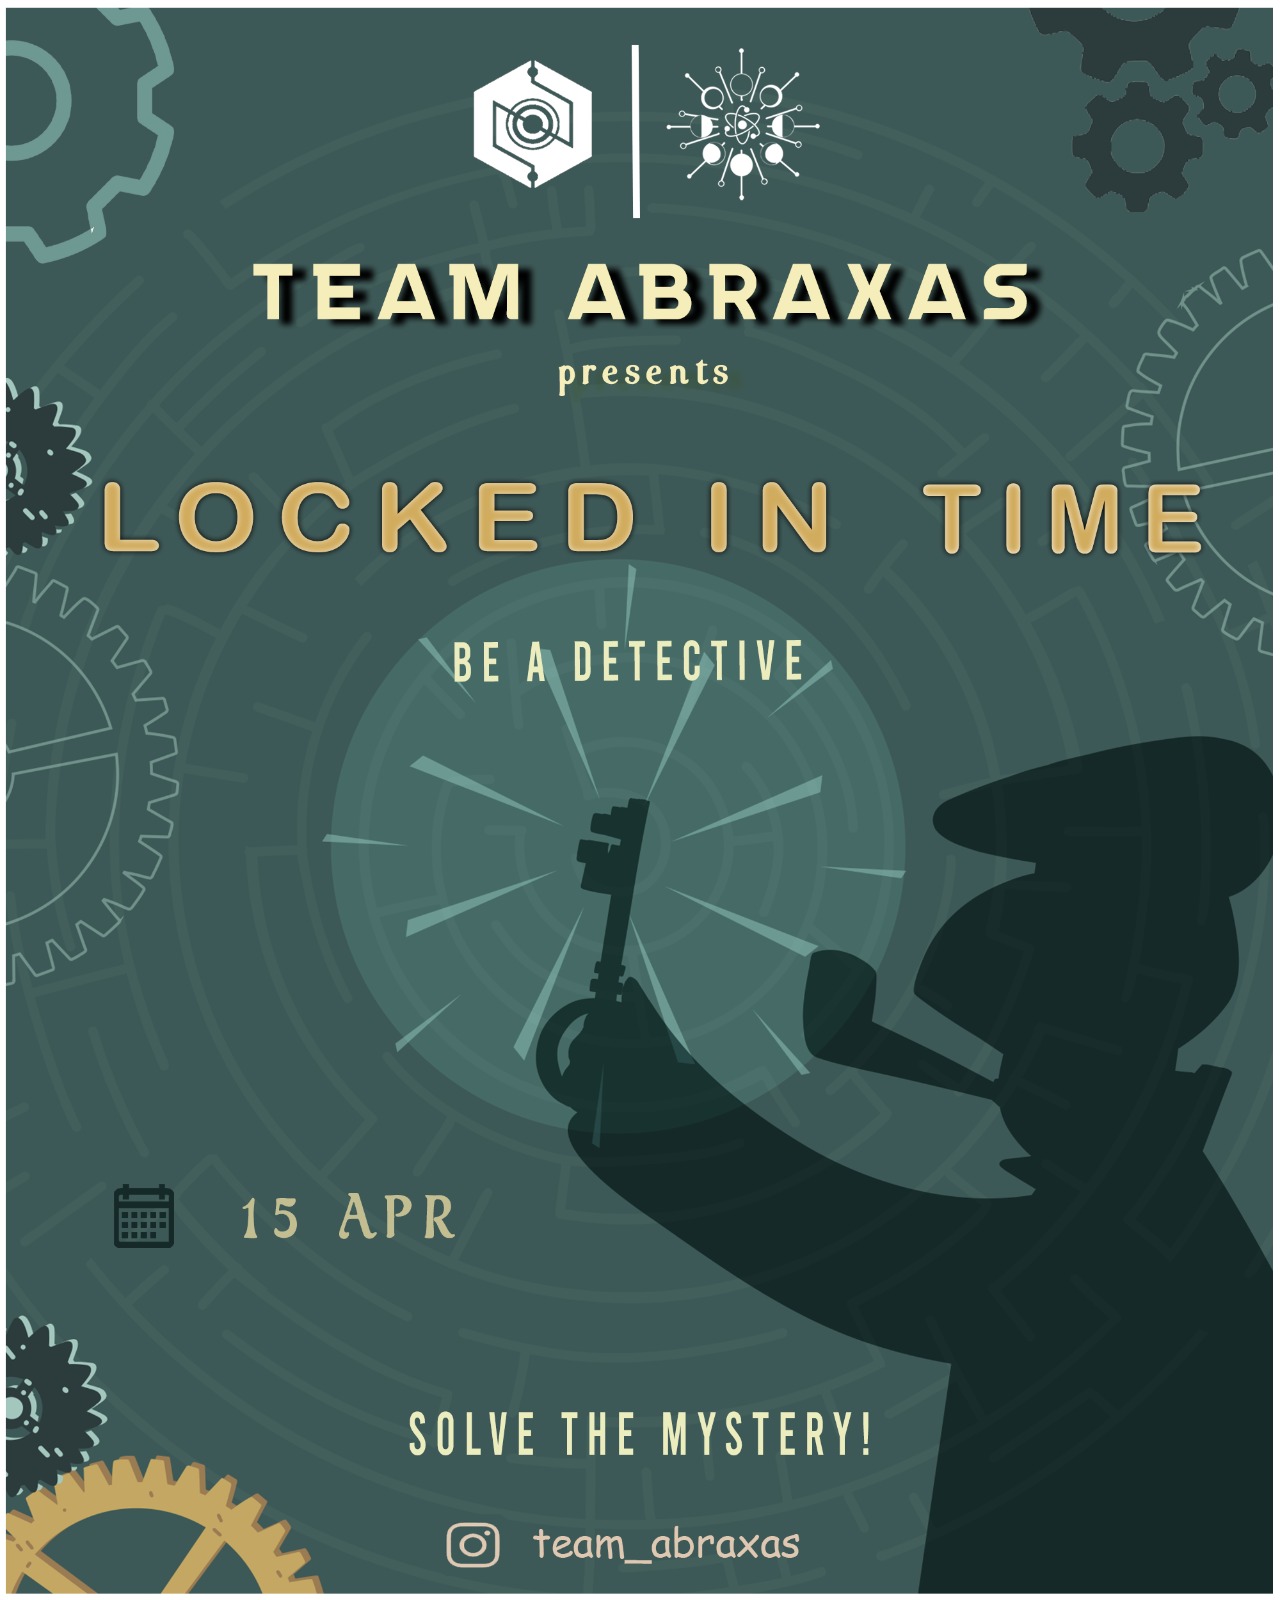 TEAM ABRAXAS
presents
LOCKED IN TIME
BE A DETECTIVE
15 APR
SOLVE THE MYSTERY!
team_abraxas